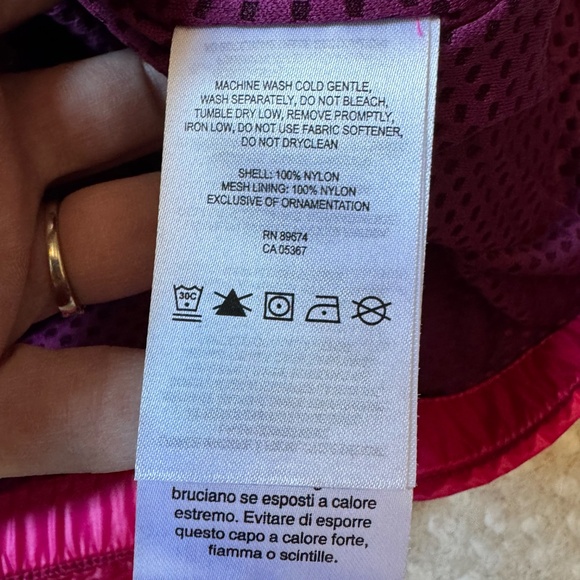 MACHINE WASH COLD GENTLE,
WASH SEPARATELY, DO NOT BLEACH,
TUMBLE DRY LOW, REMOVE PROMPTLY,
IRON LOW, DO NOT USE FABRIC SOFTENER,
DO NOT DRYCLEAN
SHELL: 100% NYLON
MESH LINING: 100% NYLON
EXCLUSIVE OF ORNAMENTATION
RN 89674
CA 05367
30C
bruciano se esposti a calore
estremo. Evitare di esporre
questo capo a calore forte,
fiamma o scintille.